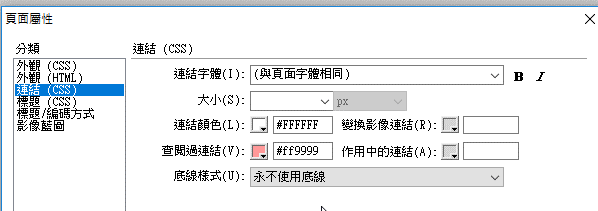 頁面屬性
分類
外觀 (CSS)
外觀 (HTML)
連結 (CSS)
標題 (CSS)
標題/編碼方式
影像藍圖
連結 (CSS)
連結字體(I): (與頁面字體相同) B I
大小(S): px
連結顏色(L): #FFFFFF 變換影像連結(R):
查閱過連結(V): #ff9999 作用中的連結(A):
底線樣式(U): 永不使用底線